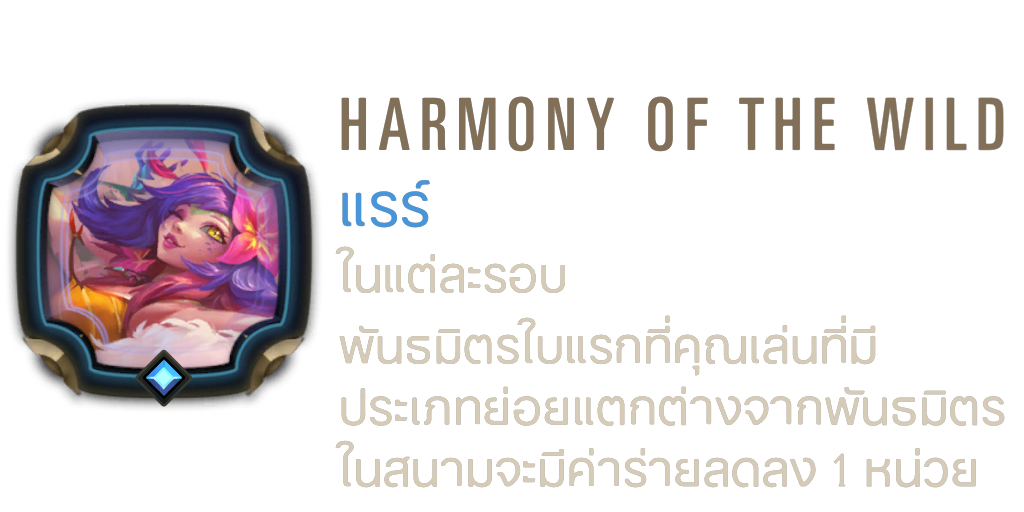 HARMONY OF THE WILD
แรร์
ในแต่ละรอบ
พันธมิตรใบแรกที่คุณเล่นที่มี
ประเภทย่อยแตกต่างจากพันธมิตร
ในสนามจะมีค่าร่ายลดลง 1 หน่วย